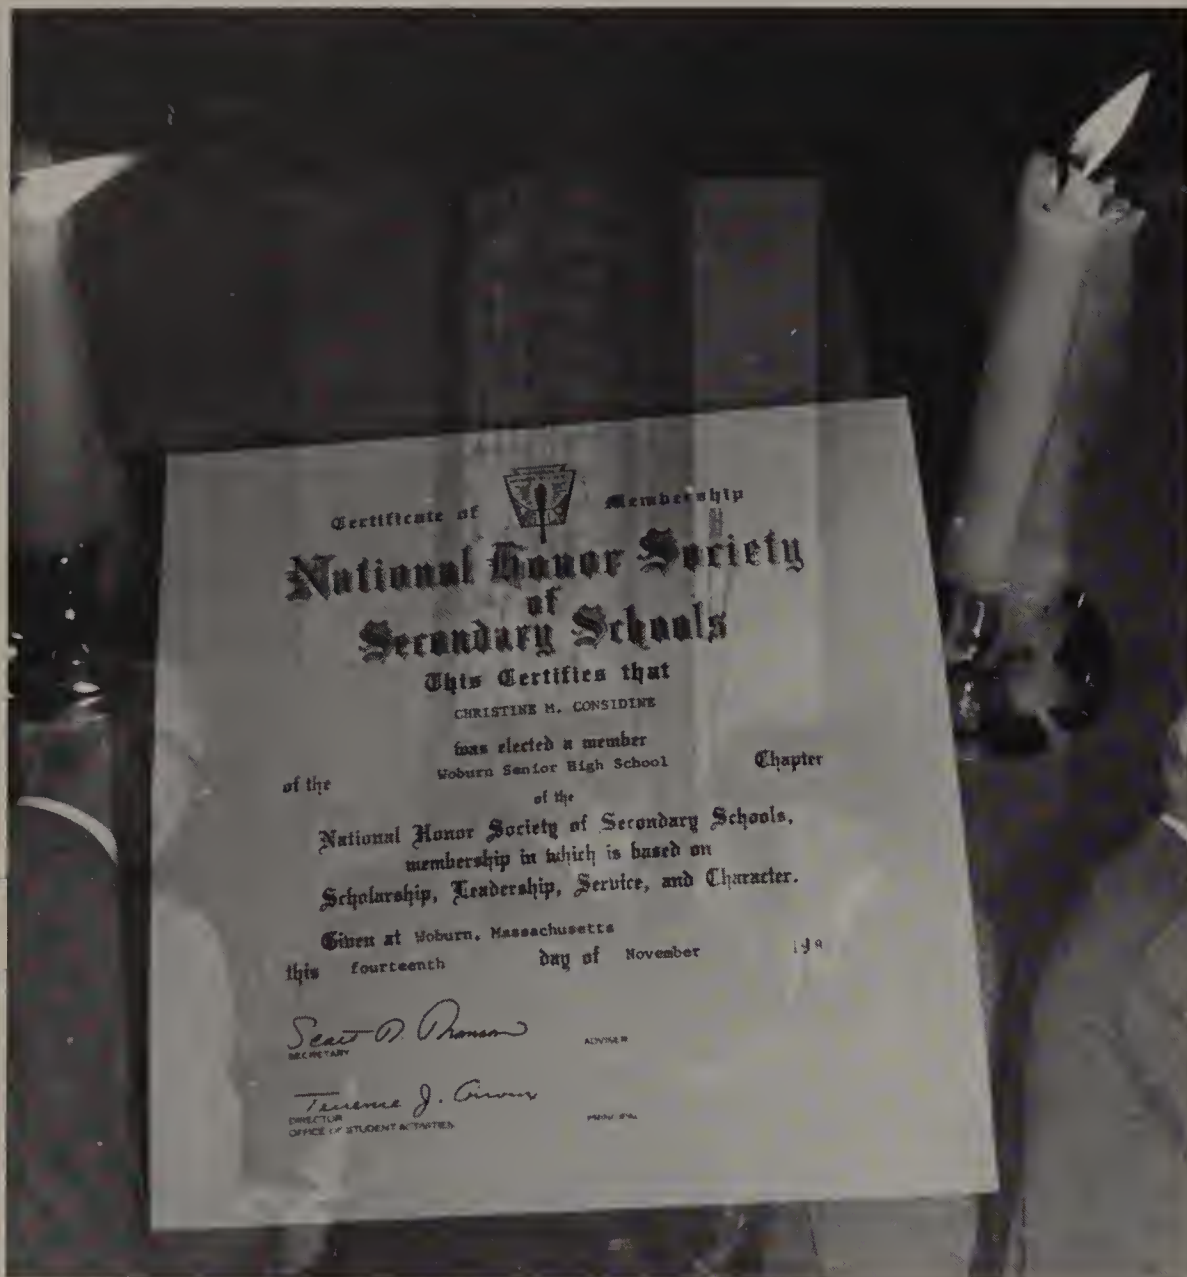 Certificate of Membership
National Honor Society
of
Secondary Schools
This Certifies that
CHRISTINE M. CONSIDINE
was elected a member
of the Woburn Senior High School Chapter
of the
National Honor Society of Secondary Schools,
membership in which is based on
Scholarship, Leadership, Service, and Character.
Given at Woburn, Massachusetts
this fourteenth day of November
Scott D.
SECRETARY ADVISER
Terrence J.
DIRECTOR PRINCIPAL
OFFICE OF STUDENT ACTIVITIES